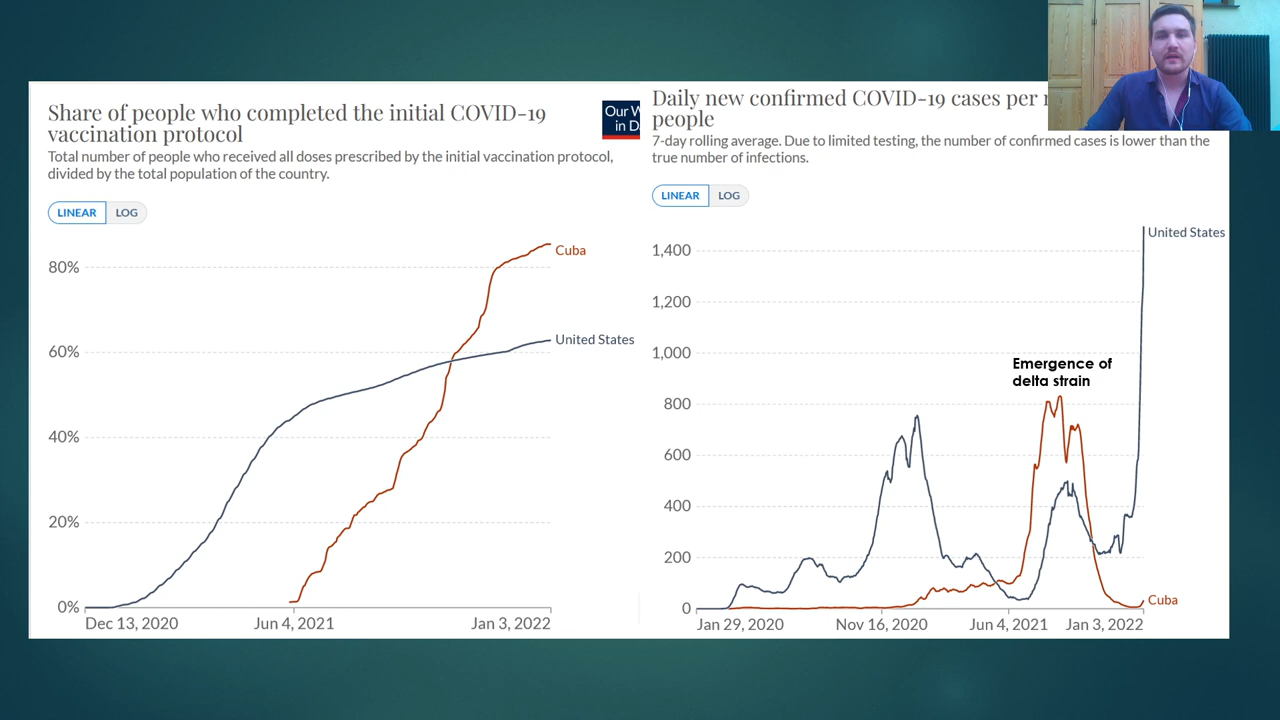 Share of people who completed the initial COVID-19
vaccination protocol
Our W
in D
Total number of people who received all doses prescribed by the initial vaccination protocol,
divided by the total population of the country.
LINEAR
LOG
80%
60%
40%
20%
0%
Cuba
United States
Dec 13, 2020
Jun 4, 2021
Jan 3, 2022
Daily new confirmed COVID-19 cases per
people
7-day rolling average. Due to limited testing, the number of confirmed cases is lower than the
true number of infections.
LINEAR
LOG
1,400
1,200
1,000
800
600
400
200
0
United States
Emergence of
delta strain
Cuba
Jan 29, 2020
Nov 16, 2020
Jun 4, 2021
Jan 3, 2022